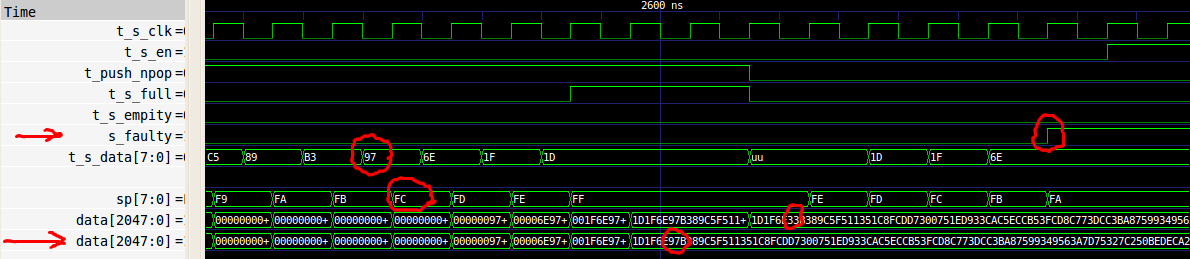 2600 ns
Time
t_s_clk=
t_s_en=
t_push_npop=
t_s_full=
t_s_empity=
s_faulty=
t_s_data[7:0]= C5 89 B3 97 6E 1F 1D uu 1D 1F 6E
sp[7:0]= F9 FA FB FC FD FE FF FE FD FC FB FA
data[2047:0]= 00000000+ 00000000+ 00000000+ 00000000+ 00000097+ 00006E97+ 001F6E97+ 1D1F6E97B389C5F511+
data[2047:0]= 00000000+ 00000000+ 00000000+ 00000000+ 00000097+ 00006E97+ 001F6E97+